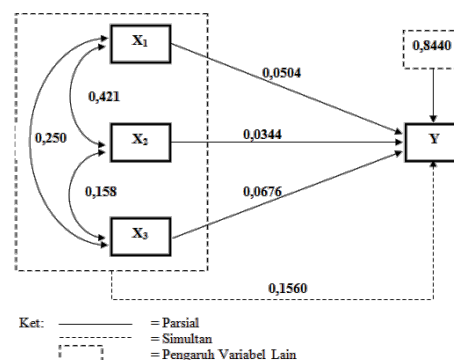 X1
0,8440
0,0504
0,421
0,250
X2
0,0344
Y
0,158
0,0676
X3
0,1560
Ket:
= Parsial
= Simultan
= Pengaruh Variabel Lain